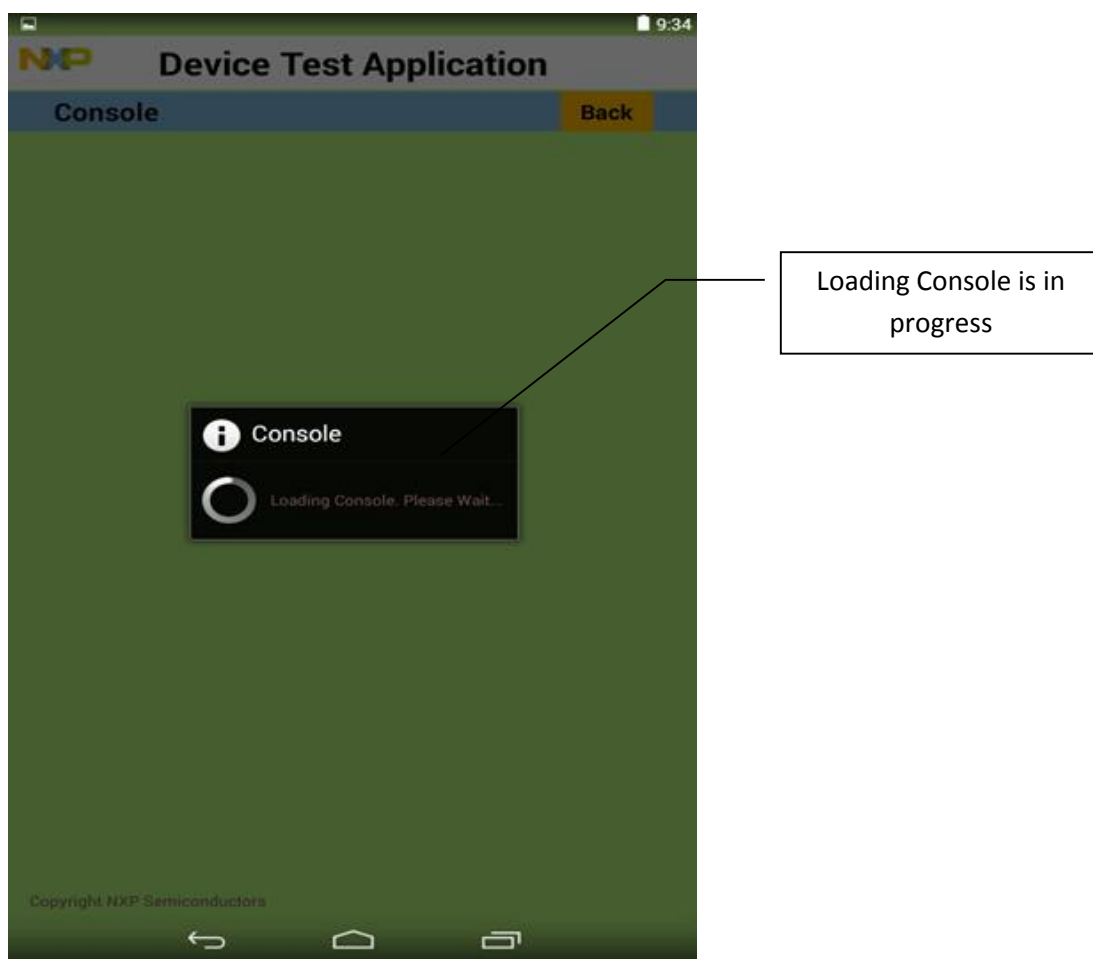 9:34
NXP
Device Test Application
Console
Back
Loading Console is in
progress
Console
Loading Console. Please Wait...
Copyright NXP Semiconductors